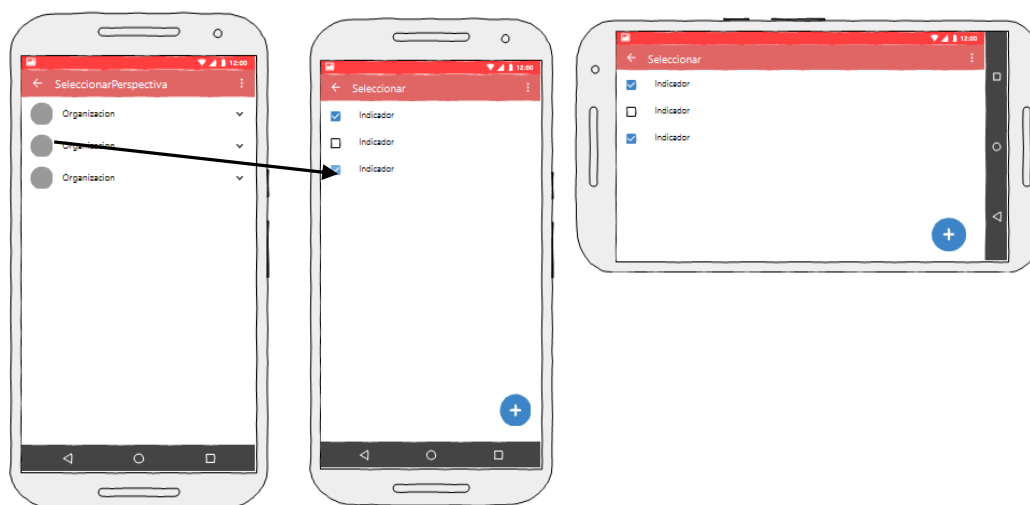 12:00
SeleccionarPerspectiva
Organizacion
Organizacion
Organizacion
12:00
Seleccionar
Indicador
Indicador
Indicador
12:00
Seleccionar
Indicador
Indicador
Indicador